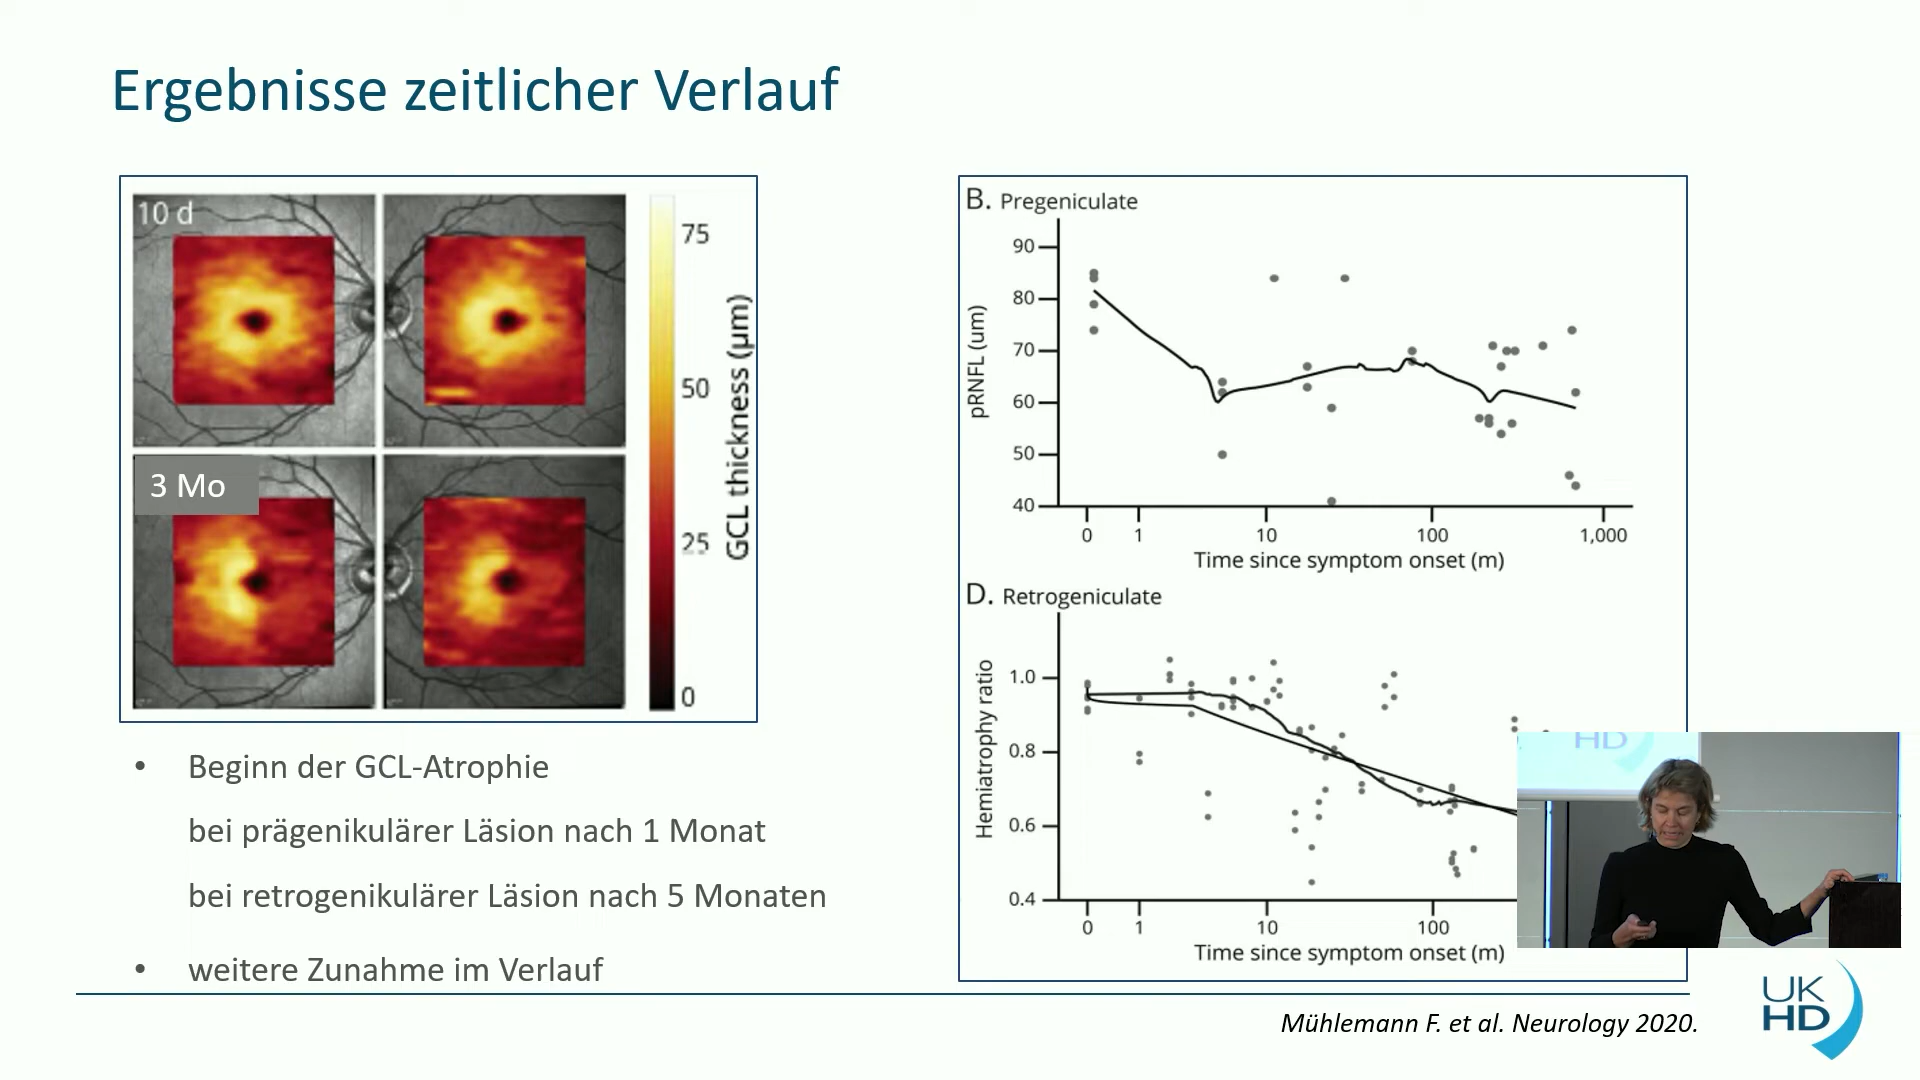 Ergebnisse zeitlicher Verlauf
10 d
3 Mo
75
50
25
0
GCL thickness (µm)
B. Pregeniculate
90
80
70
60
50
40
pRNFL (um)
0 1 10 100 1,000
Time since symptom onset (m)
D. Retrogeniculate
1.0
0.8
0.6
0.4
Hemiatrophy ratio
0 1 10 100
Time since symptom onset (m)
• Beginn der GCL-Atrophie
bei prägenikulärer Läsion nach 1 Monat
bei retrogenikulärer Läsion nach 5 Monaten
• weitere Zunahme im Verlauf
HD
Mühlemann F. et al. Neurology 2020.
UK
HD